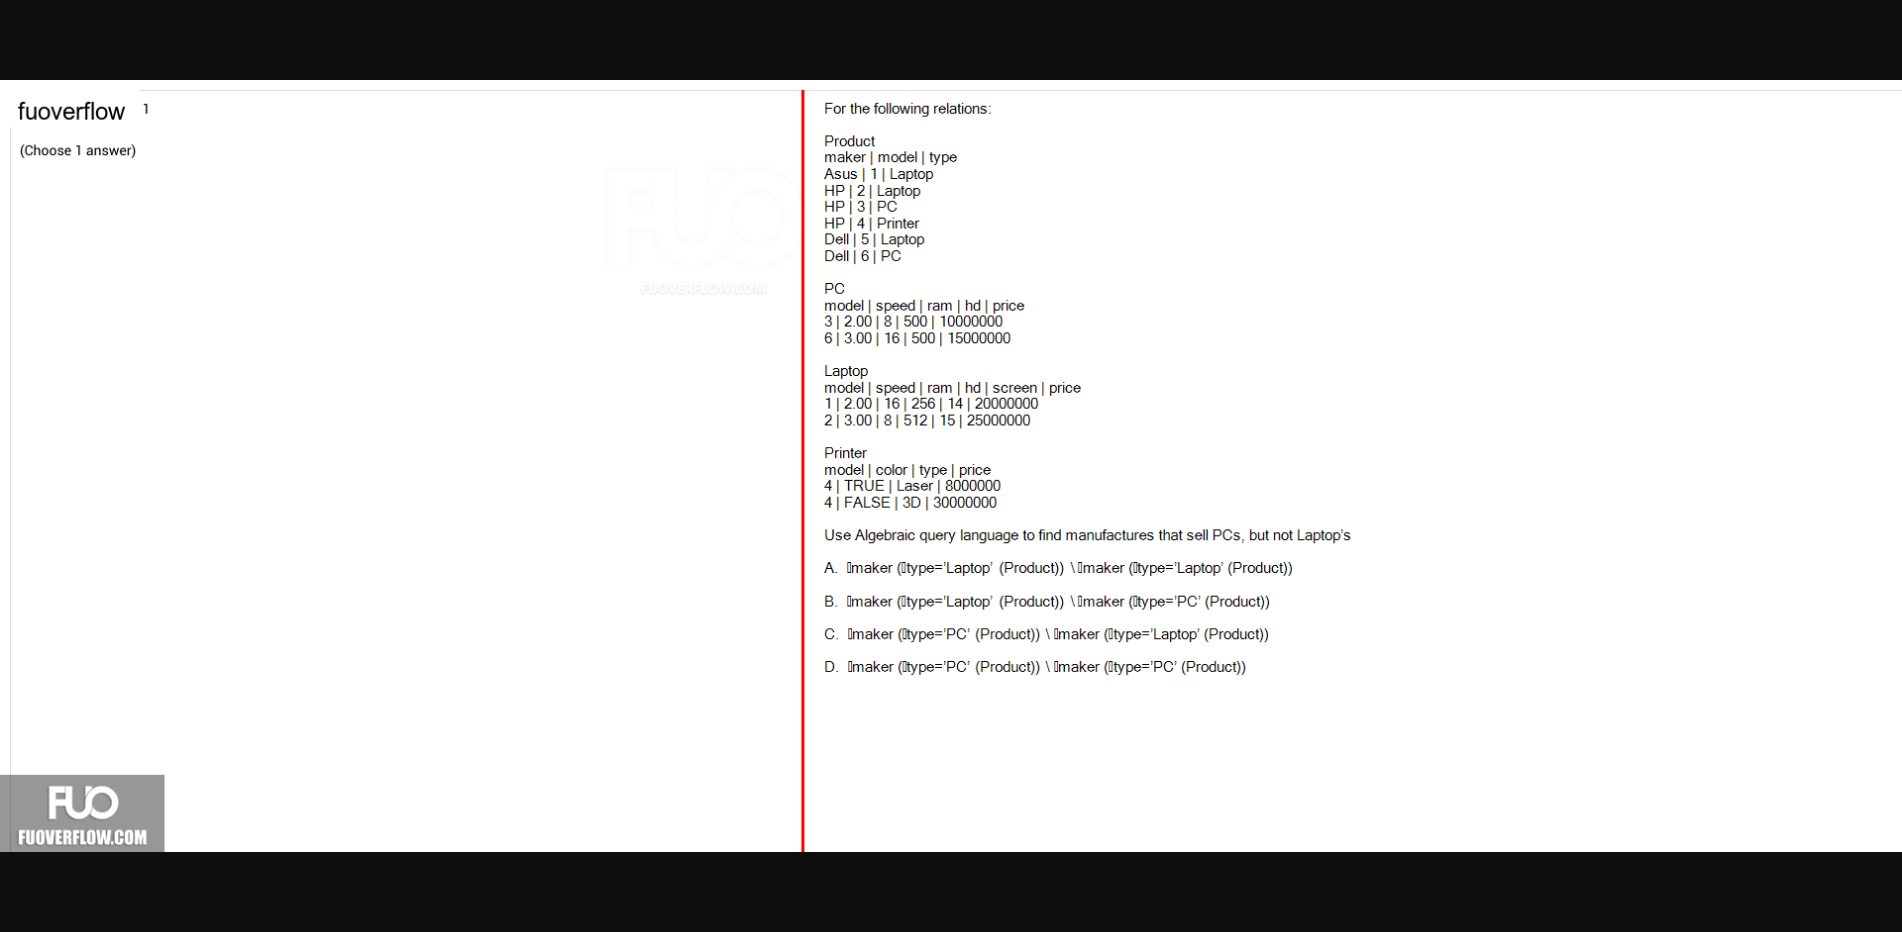 fuoverflow 1
(Choose 1 answer)
FUO
FUOVERFLOW.COM
For the following relations:
Product
maker | model | type
Asus | 1 | Laptop
HP | 2 | Laptop
HP | 3 | PC
HP | 4 | Printer
Dell | 5 | Laptop
Dell | 6 | PC
PC
model | speed | ram | hd | price
3 | 2.00 | 8 | 500 | 10000000
6 | 3.00 | 16 | 500 | 15000000
Laptop
model | speed | ram | hd | screen | price
1 | 2.00 | 16 | 256 | 14 | 20000000
2 | 3.00 | 8 | 512 | 15 | 25000000
Printer
model | color | type | price
4 | TRUE | Laser | 8000000
4 | FALSE | 3D | 30000000
Use Algebraic query language to find manufactures that sell PCs, but not Laptop's
A. ▯maker (▯type='Laptop' (Product)) \ ▯maker (▯type='Laptop' (Product))
B. ▯maker (▯type='Laptop' (Product)) \ ▯maker (▯type='PC' (Product))
C. ▯maker (▯type='PC' (Product)) \ ▯maker (▯type='Laptop' (Product))
D. ▯maker (▯type='PC' (Product)) \ ▯maker (▯type='PC' (Product))
FUO
FUOVERFLOW.COM